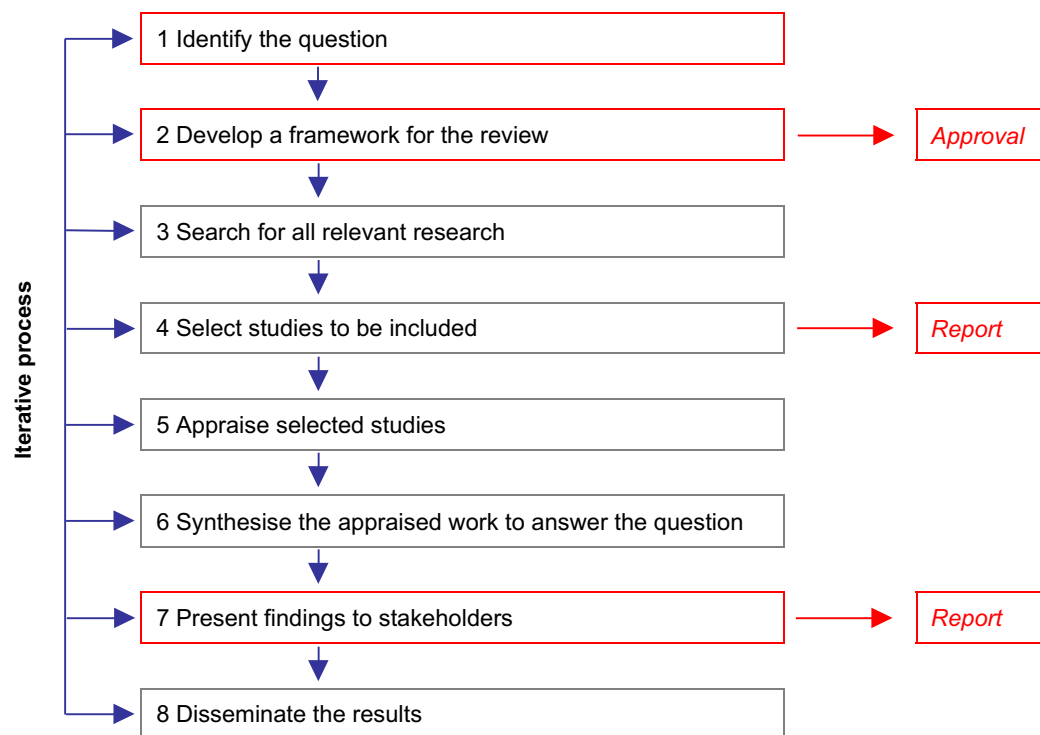 1 Identify the question
2 Develop a framework for the review
Approval
3 Search for all relevant research
4 Select studies to be included
Report
5 Appraise selected studies
6 Synthesise the appraised work to answer the question
7 Present findings to stakeholders
Report
8 Disseminate the results
Iterative process